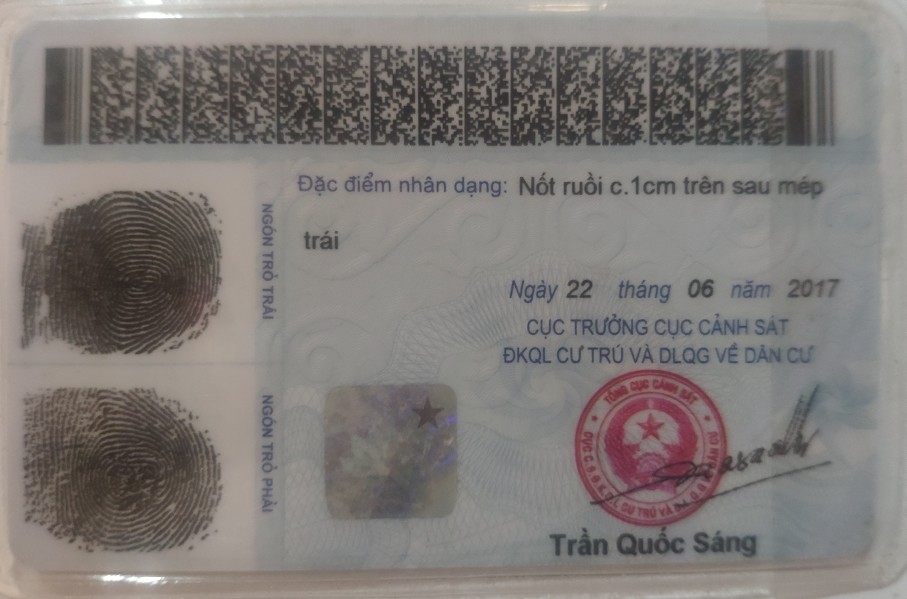 Đặc điểm nhân dạng: Nốt ruồi c.1cm trên sau mép
trái
NGÓN TRỎ TRÁI
NGÓN TRỎ PHẢI
Ngày 22 tháng 06 năm 2017
CỤC TRƯỞNG CỤC CẢNH SÁT
ĐKQL CƯ TRÚ VÀ DLQG VỀ DÂN CƯ
TỔNG CỤC CẢNH SÁT
Trần Quốc Sáng